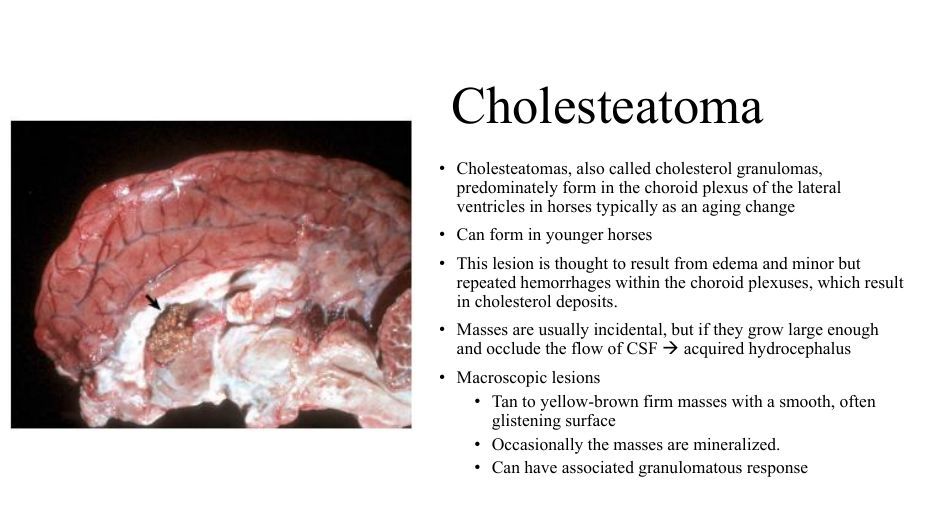 Cholesteatoma
• Cholesteatomas, also called cholesterol granulomas,
predominately form in the choroid plexus of the lateral
ventricles in horses typically as an aging change
• Can form in younger horses
• This lesion is thought to result from edema and minor but
repeated hemorrhages within the choroid plexuses, which result
in cholesterol deposits.
• Masses are usually incidental, but if they grow large enough
and occlude the flow of CSF → acquired hydrocephalus
• Macroscopic lesions
• Tan to yellow-brown firm masses with a smooth, often
glistening surface
• Occasionally the masses are mineralized.
• Can have associated granulomatous response